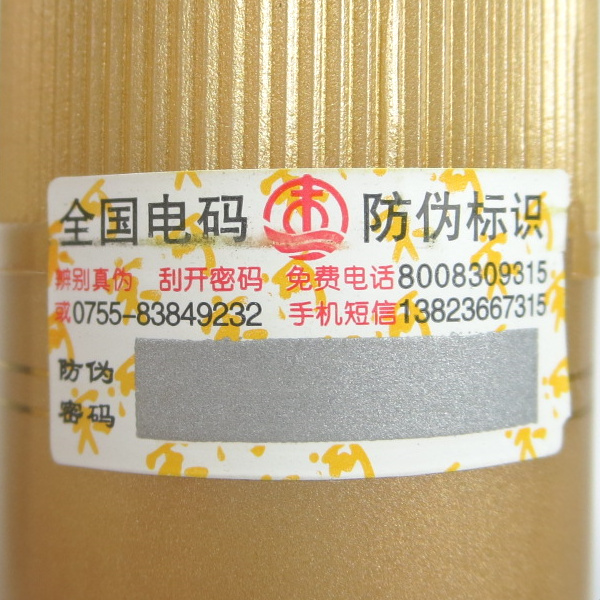 全国电码 防伪标识
辨别真伪 刮开密码 免费电话8008309315
或0755-83849232 手机短信13823667315
防伪
密码